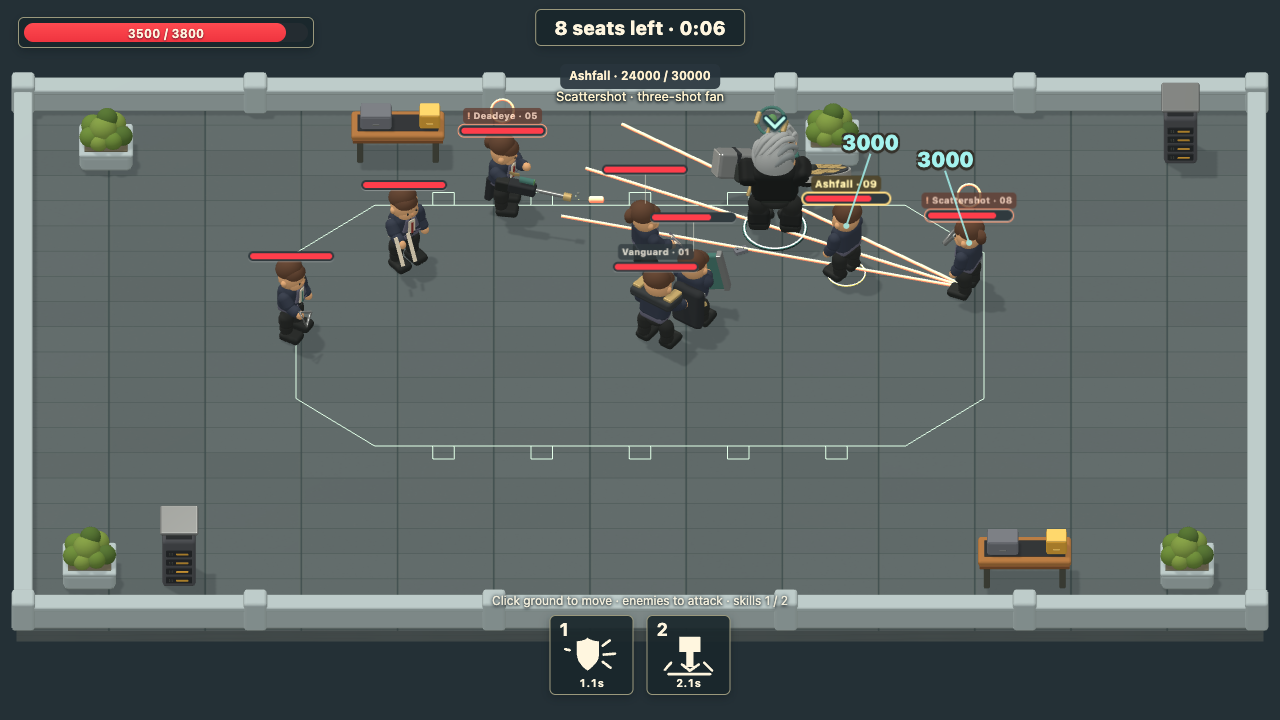 3500 / 3800
8 seats left · 0:06
Ashfall · 24000 / 30000
Scattershot · three-shot fan
! Deadeye · 05
3000
3000
Ashfall · 09
! Scattershot · 08
Vanguard · 01
Click ground to move · enemies to attack · skills 1 / 2
1
1.1s
2
2.1s